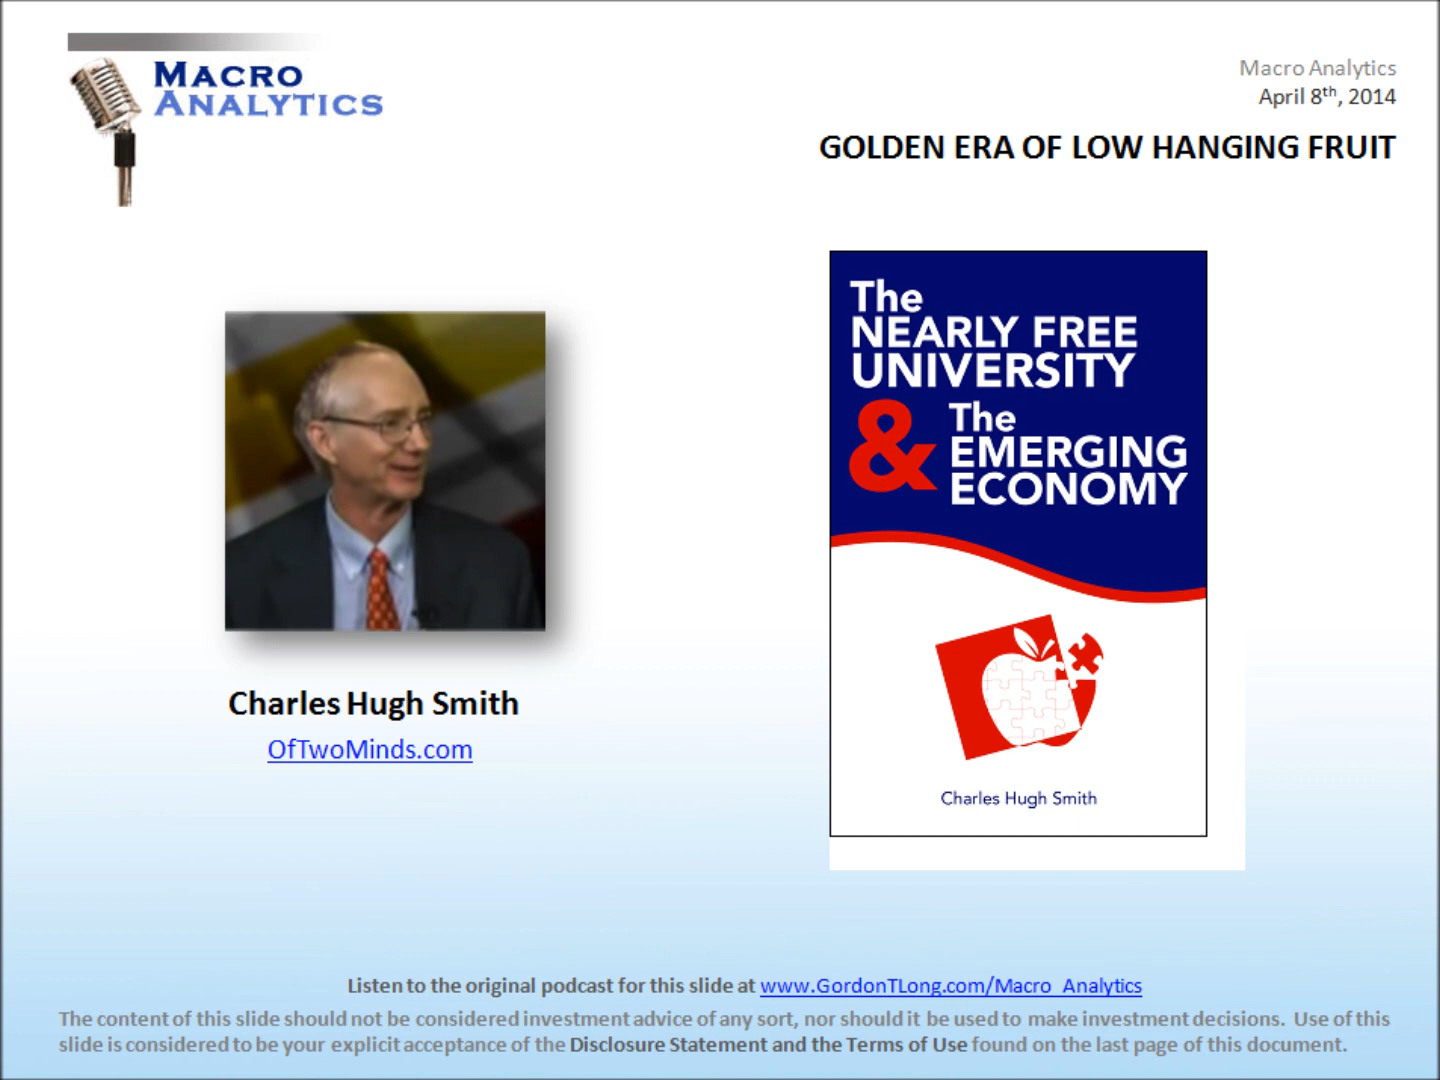 MACRO
ANALYTICS
Macro Analytics
April 8th, 2014
GOLDEN ERA OF LOW HANGING FRUIT
The
NEARLY FREE
UNIVERSITY
& The
EMERGING
ECONOMY
Charles Hugh Smith
Charles Hugh Smith
OfTwoMinds.com
Listen to the original podcast for this slide at www.GordonTLong.com/Macro_Analytics
The content of this slide should not be considered investment advice of any sort, nor should it be used to make investment decisions. Use of this
slide is considered to be your explicit acceptance of the Disclosure Statement and the Terms of Use found on the last page of this document.